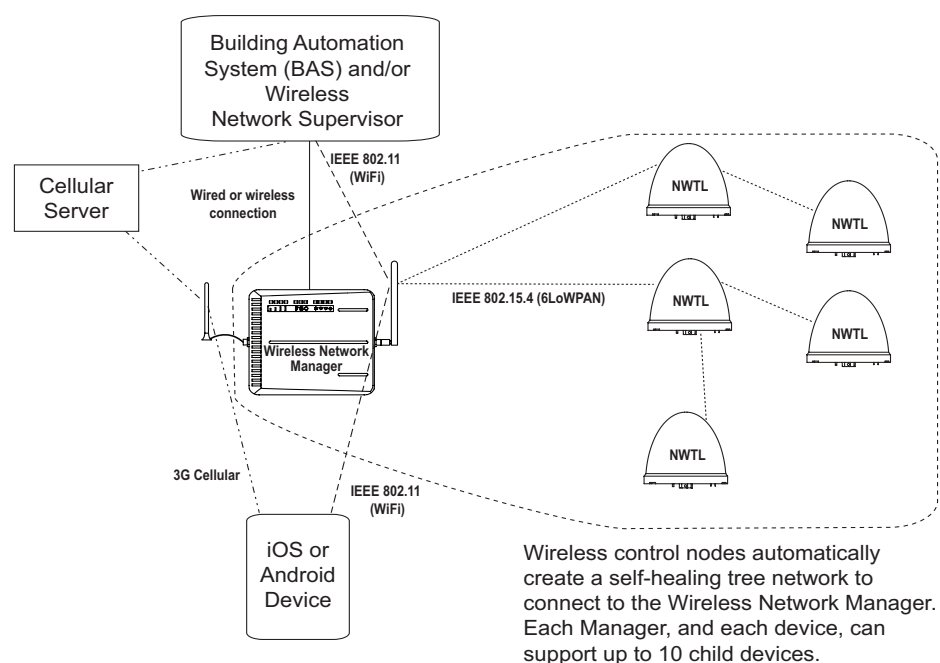 Building Automation
System (BAS) and/or
Wireless
Network Supervisor
IEEE 802.11
(WiFi)
Cellular
Server
Wired or wireless
connection
NWTL
NWTL
IEEE 802.15.4 (6LoWPAN)
NWTL
NWTL
Wireless Network
Manager
NWTL
3G Cellular
IEEE 802.11
(WiFi)
iOS or
Android
Device
Wireless control nodes automatically
create a self-healing tree network to
connect to the Wireless Network Manager.
Each Manager, and each device, can
support up to 10 child devices.